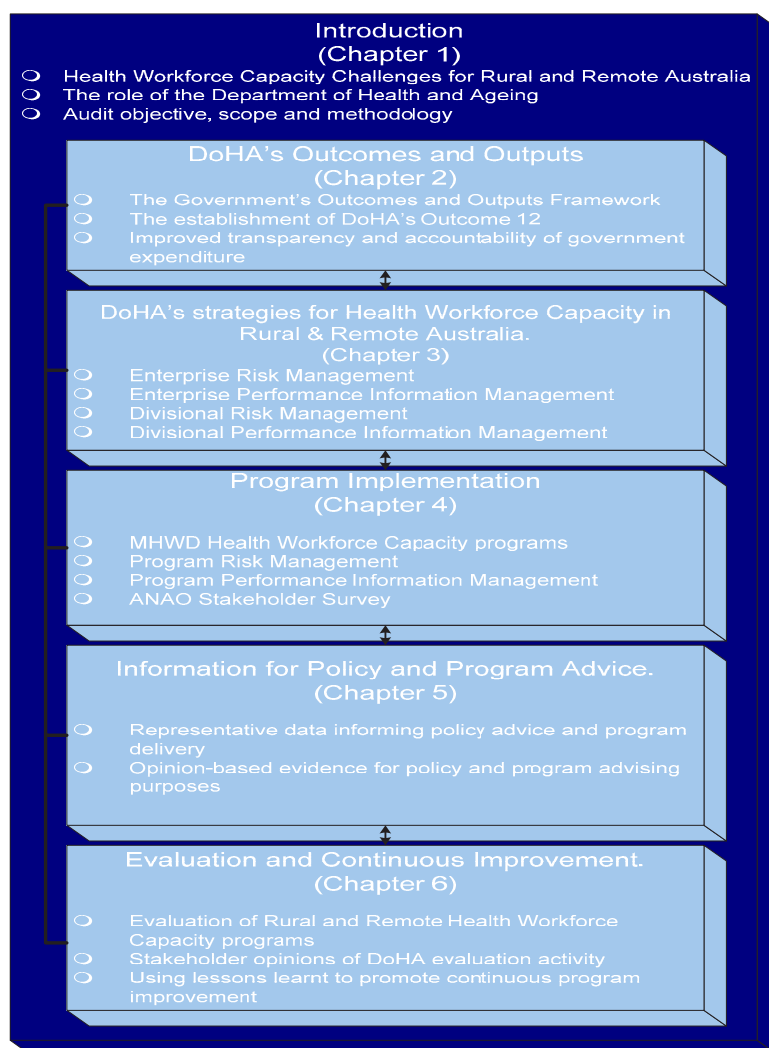 Introduction
(Chapter 1)
❍ Health Workforce Capacity Challenges for Rural and Remote Australia
❍ The role of the Department of Health and Ageing
❍ Audit objective, scope and methodology
DoHA's Outcomes and Outputs
(Chapter 2)
❍ The Government's Outcomes and Outputs Framework
❍ The establishment of DoHA's Outcome 12
❍ Improved transparency and accountability of government
expenditure
DoHA's strategies for Health Workforce Capacity in
Rural & Remote Australia.
(Chapter 3)
❍ Enterprise Risk Management
❍ Enterprise Performance Information Management
❍ Divisional Risk Management
❍ Divisional Performance Information Management
Program Implementation
(Chapter 4)
❍ MHWD Health Workforce Capacity programs
❍ Program Risk Management
❍ Program Performance Information Management
❍ ANAO Stakeholder Survey
Information for Policy and Program Advice.
(Chapter 5)
❍ Representative data informing policy advice and program
delivery
❍ Opinion-based evidence for policy and program advising
purposes
Evaluation and Continuous Improvement.
(Chapter 6)
❍ Evaluation of Rural and Remote Health Workforce
Capacity programs
❍ Stakeholder opinions of DoHA evaluation activity
❍ Using lessons learnt to promote continuous program
improvement